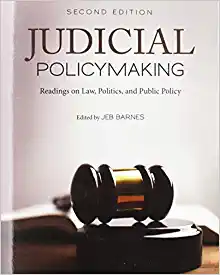 SECOND EDITION
JUDICIAL
POLICYMAKING
Readings on Law, Politics, and Public Policy
Edited by JEB BARNES